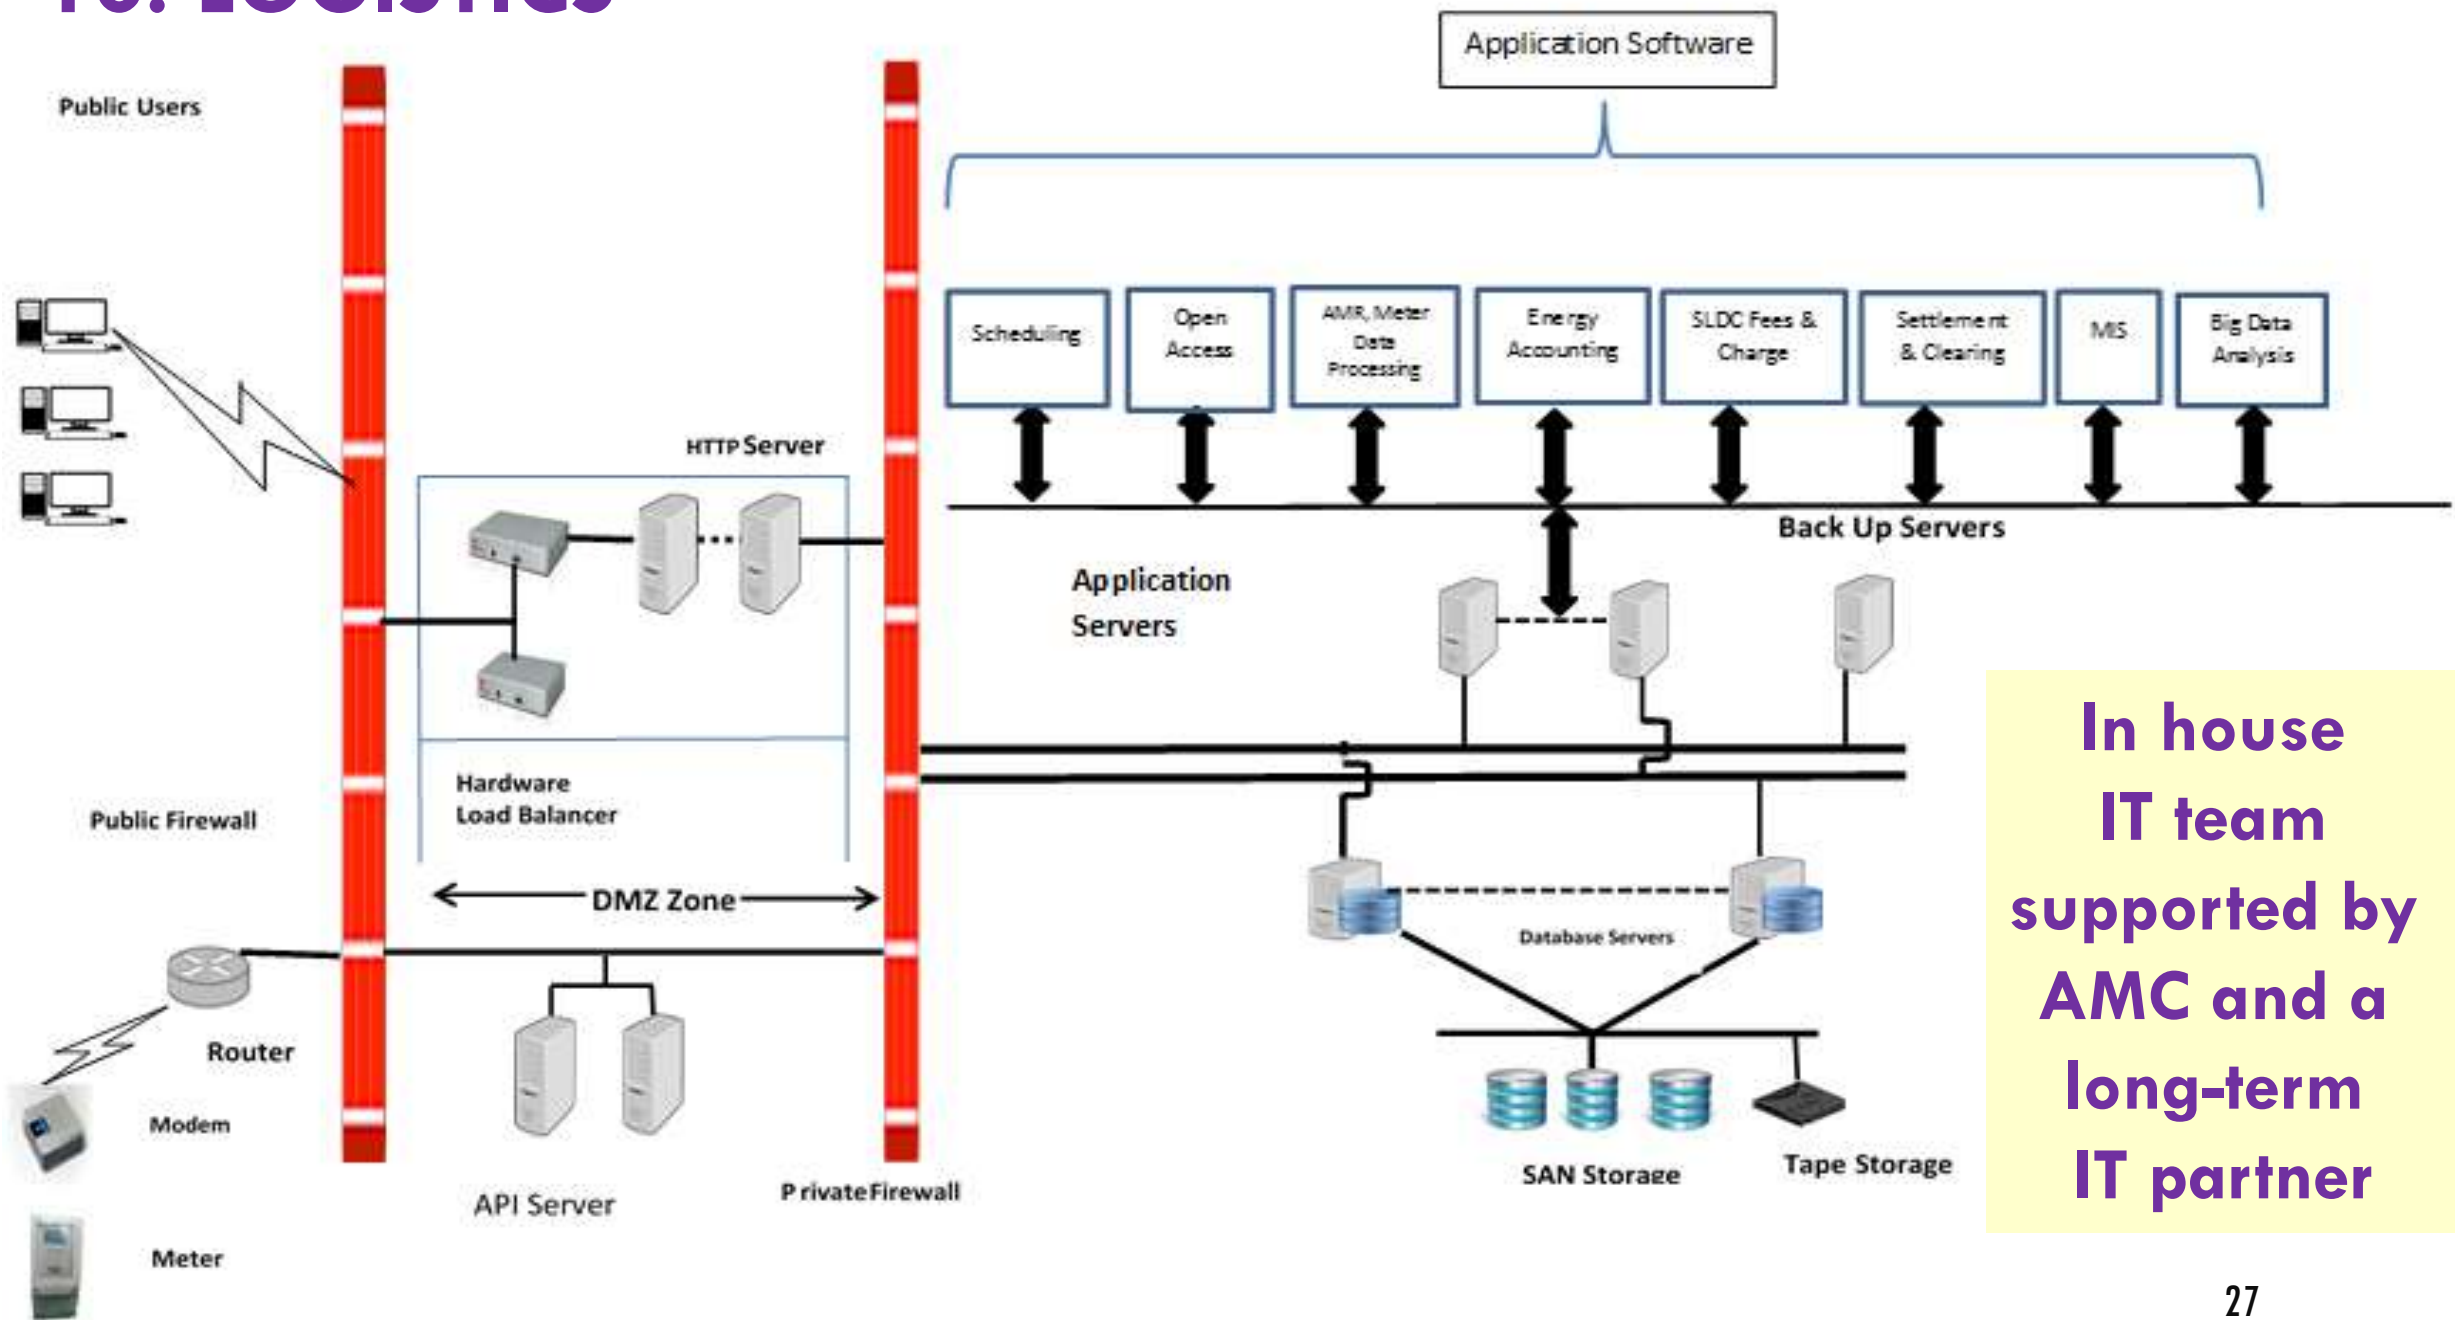 LOGISTICS
Application Software
Public Users
Scheduling
Open
Access
AMR, Meter
Data
Processing
Energy
Accounting
SLDC Fees &
Charge
Settlement
& Clearing
MIS
Big Data
Analysis
HTTP Server
Back Up Servers
Application
Servers
Hardware
Load Balancer
Public Firewall
DMZ Zone
Database Servers
Router
Modem
Meter
API Server
Private Firewall
SAN Storage
Tape Storage
In house
IT team
supported by
AMC and a
long-term
IT partner
27